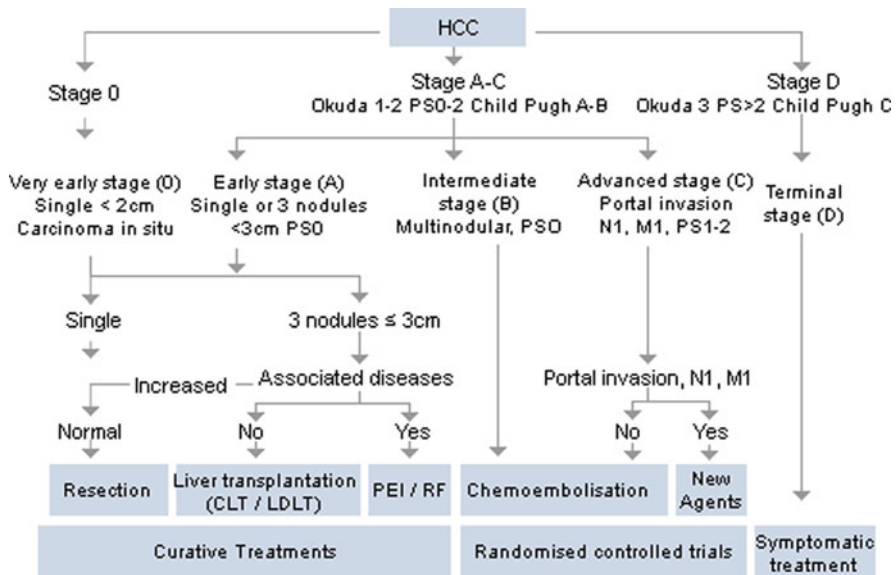 HCC
Stage 0
Stage A-C
Okuda 1-2 PS0-2 Child Pugh A-B
Stage D
Okuda 3 PS>2 Child Pugh C
Very early stage (0)
Single < 2cm
Carcinoma in situ
Early stage (A)
Single or 3 nodules
<3cm PS0
Intermediate
stage (B)
Multinodular, PS0
Advanced stage (C)
Portal invasion
N1, M1, PS1-2
Terminal
stage (D)
Single
3 nodules ≤ 3cm
Increased
Associated diseases
Portal invasion, N1, M1
Normal
No
Yes
No
Yes
Resection
Liver transplantation
(CLT / LDLT)
PEI / RF
Chemoembolisation
New
Agents
Curative Treatments
Randomised controlled trials
Symptomatic
treatment